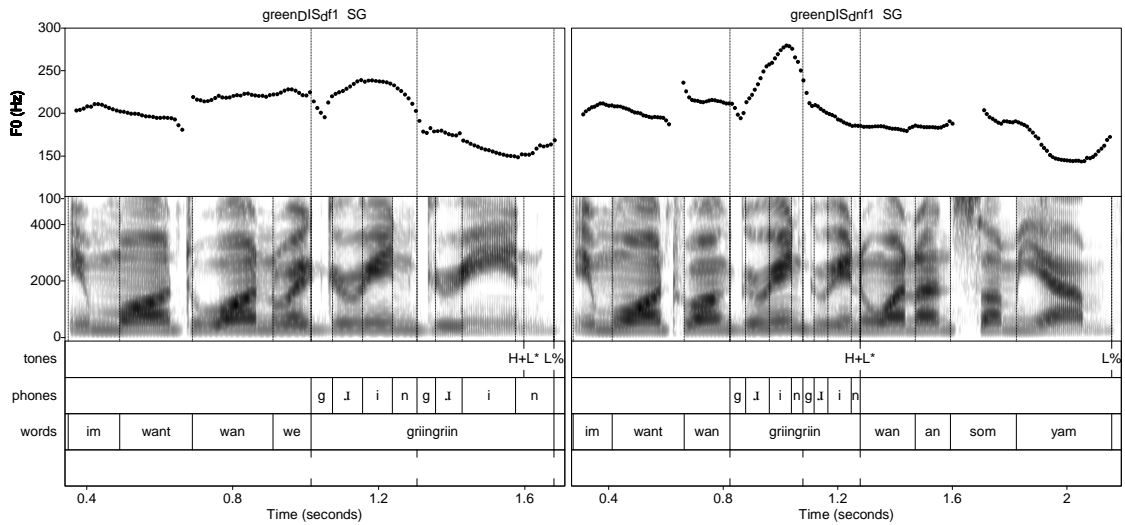 greenDISdf1 SG
greenDISdnf1 SG
F0 (Hz)
300
250
200
150
100
4000
2000
0
tones
H+L* L%
H+L*
L%
phones
g ɹ i n g ɹ i n
g ɹ i n g ɹ i n
words
im want wan we griingriin
im want wan griingriin wan an som yam
0.4 0.8 1.2 1.6
0.4 0.8 1.2 1.6 2
Time (seconds)
Time (seconds)